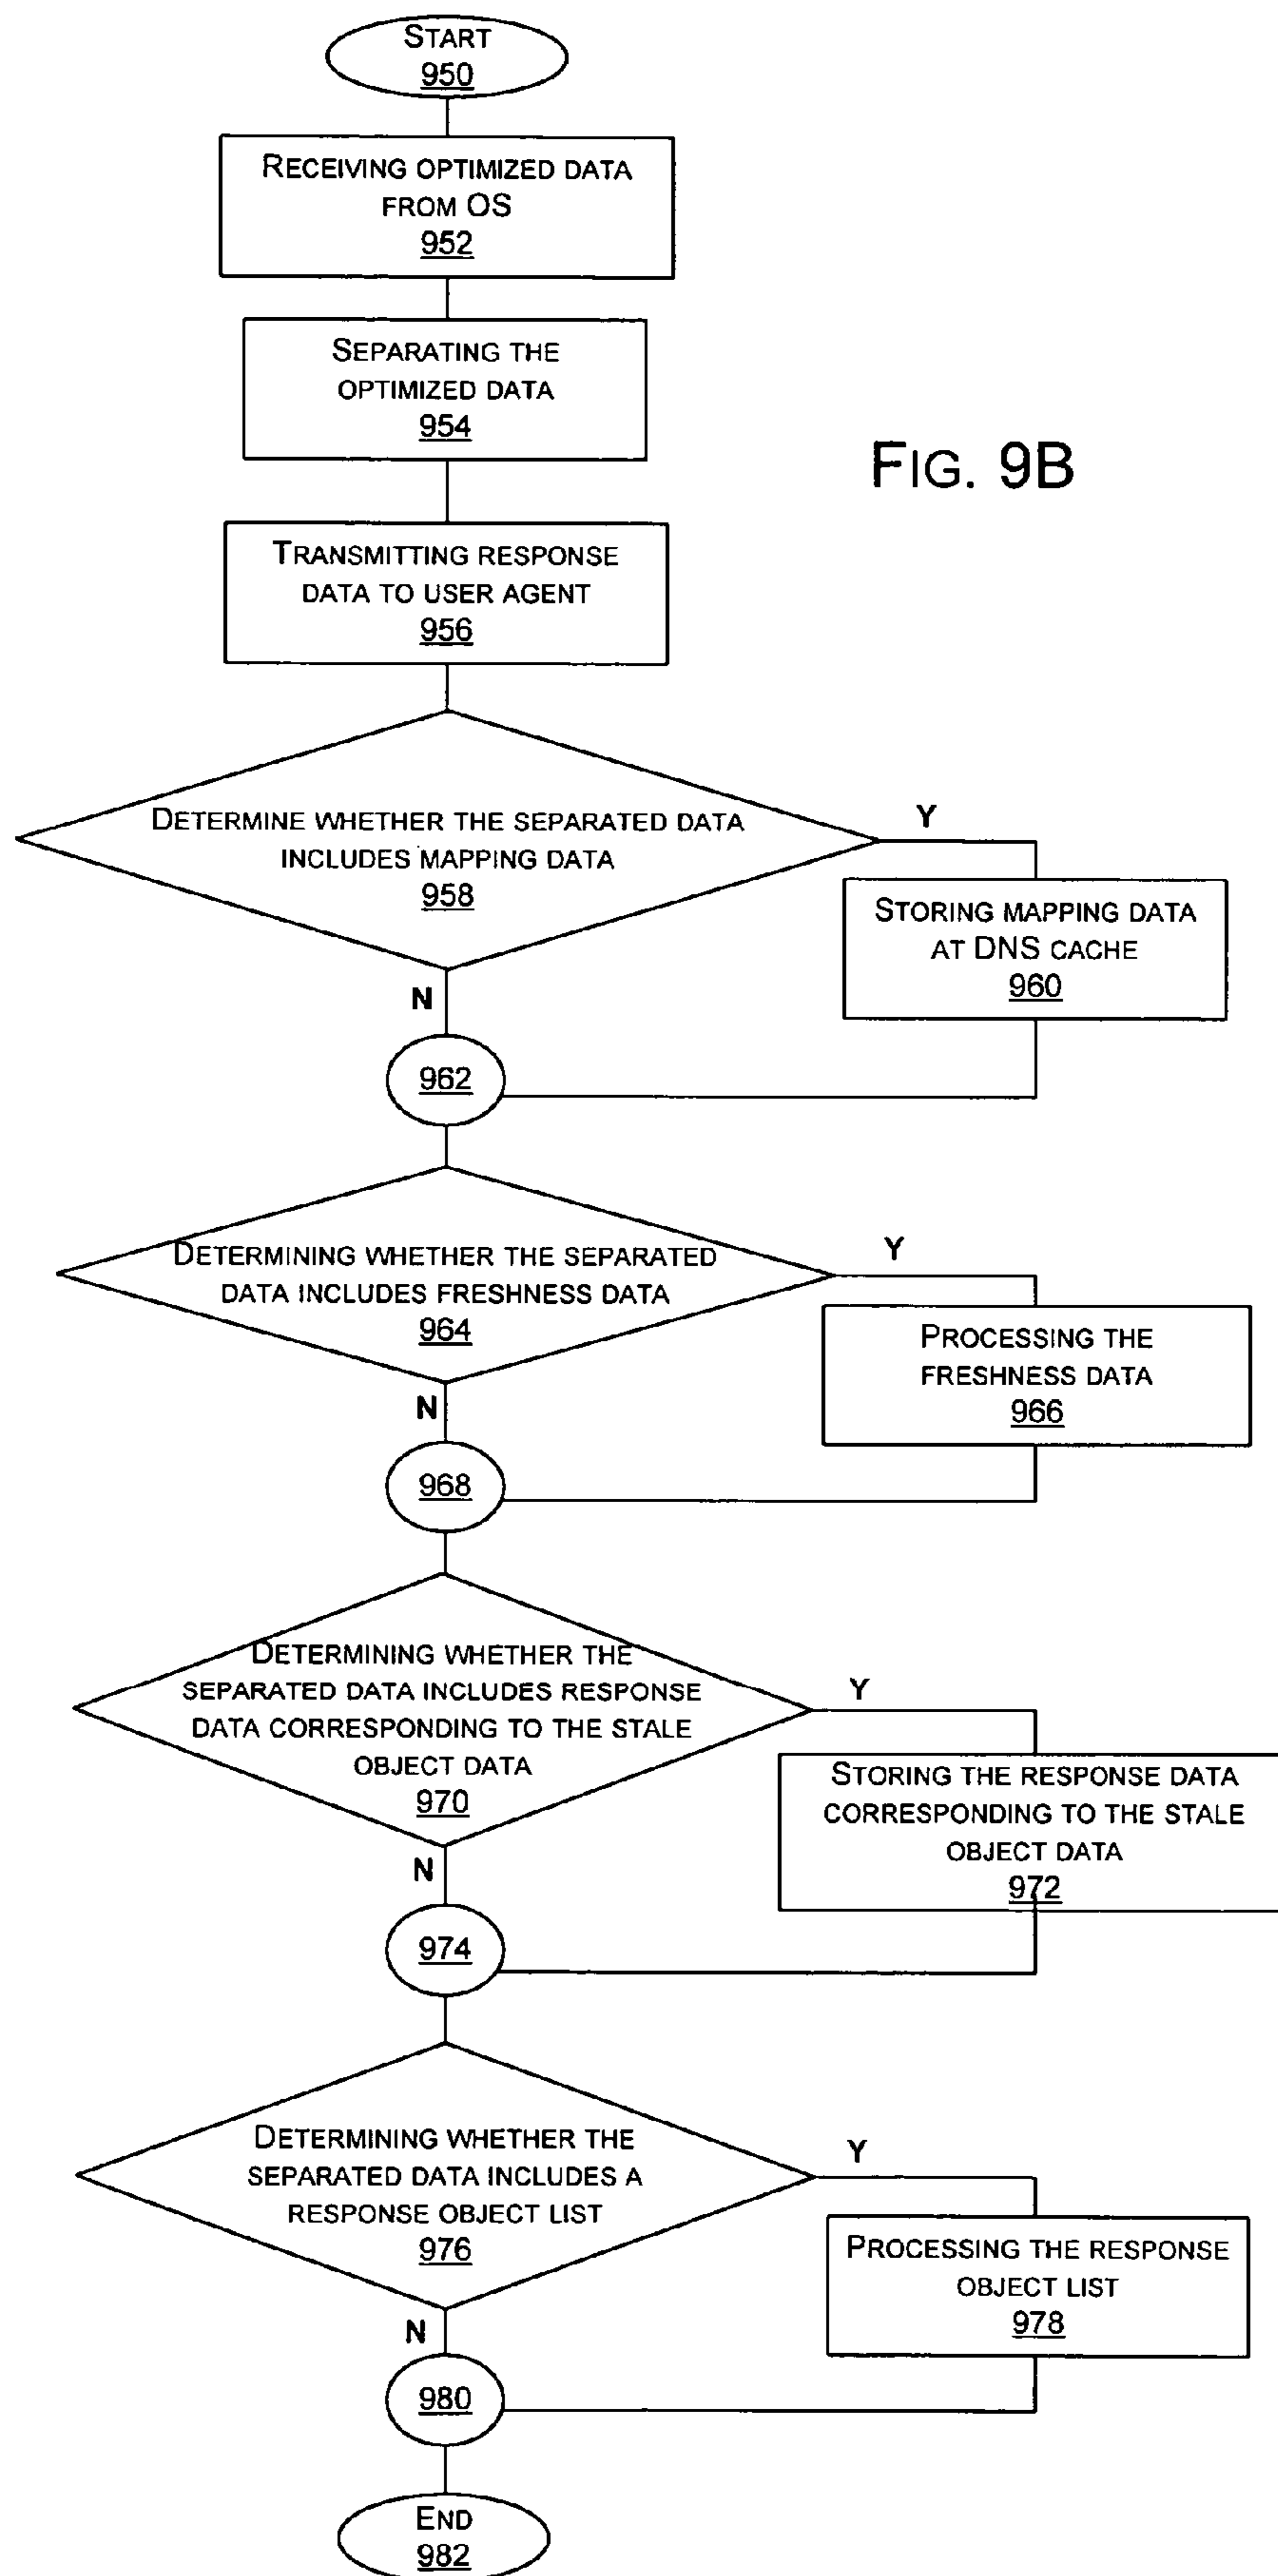 START
950
RECEIVING OPTIMIZED DATA
FROM OS
952
SEPARATING THE
OPTIMIZED DATA
954
FIG. 9B
TRANSMITTING RESPONSE
DATA TO USER AGENT
956
DETERMINE WHETHER THE SEPARATED DATA
INCLUDES MAPPING DATA
958
Y
STORING MAPPING DATA
AT DNS CACHE
960
N
962
DETERMINING WHETHER THE SEPARATED
DATA INCLUDES FRESHNESS DATA
964
Y
PROCESSING THE
FRESHNESS DATA
966
N
968
DETERMINING WHETHER THE
SEPARATED DATA INCLUDES RESPONSE
DATA CORRESPONDING TO THE STALE
OBJECT DATA
970
Y
STORING THE RESPONSE DATA
CORRESPONDING TO THE STALE
OBJECT DATA
972
N
974
DETERMINING WHETHER THE
SEPARATED DATA INCLUDES A
RESPONSE OBJECT LIST
976
Y
PROCESSING THE RESPONSE
OBJECT LIST
978
N
980
END
982